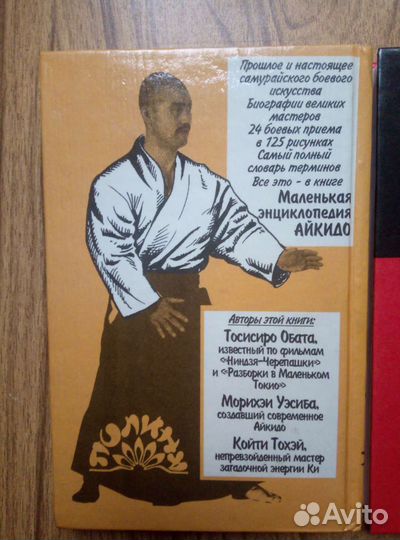 Прошлое и настоящее
самурайского боевого
искусства
Биографии великих
мастеров
24 боевых приема
в 125 рисунках
Самый полный
словарь терминов
Все это - в книге
Маленькая
энциклопедия
АЙКИДО
Авторы этой книги:
Тосисиро Обата,
известный по фильмам
«Ниндзя-Черепашки»
и «Разборки в Маленьком
Токио»
Морихэи Уэсиба,
создавший современное
Айкидо
Койти Тохэй,
непревзойденный мастер
загадочной энергии Ки
ПОЛИНА
Avito